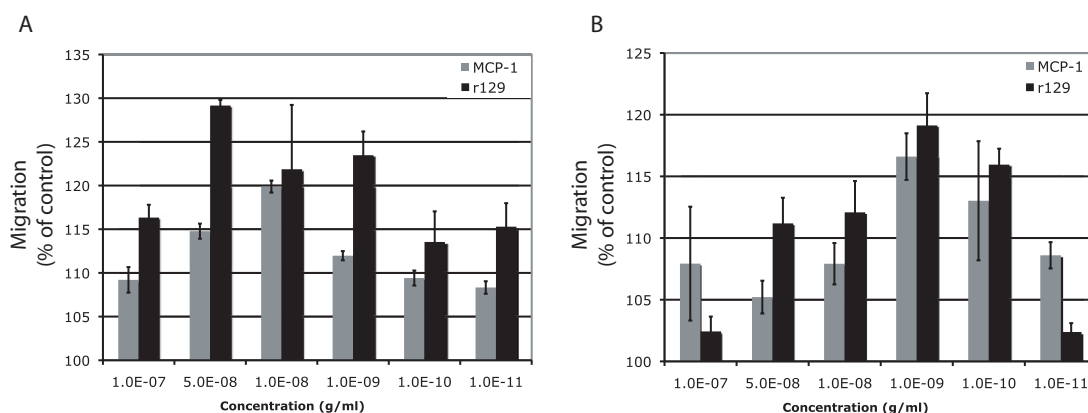 A
135
130
125
120
115
110
105
100
Migration
(% of control)
MCP-1
r129
1.0E-07 5.0E-08 1.0E-08 1.0E-09 1.0E-10 1.0E-11
Concentration (g/ml)
B
125
120
115
110
105
100
Migration
(% of control)
MCP-1
r129
1.0E-07 5.0E-08 1.0E-08 1.0E-09 1.0E-10 1.0E-11
Concentration (g/ml)